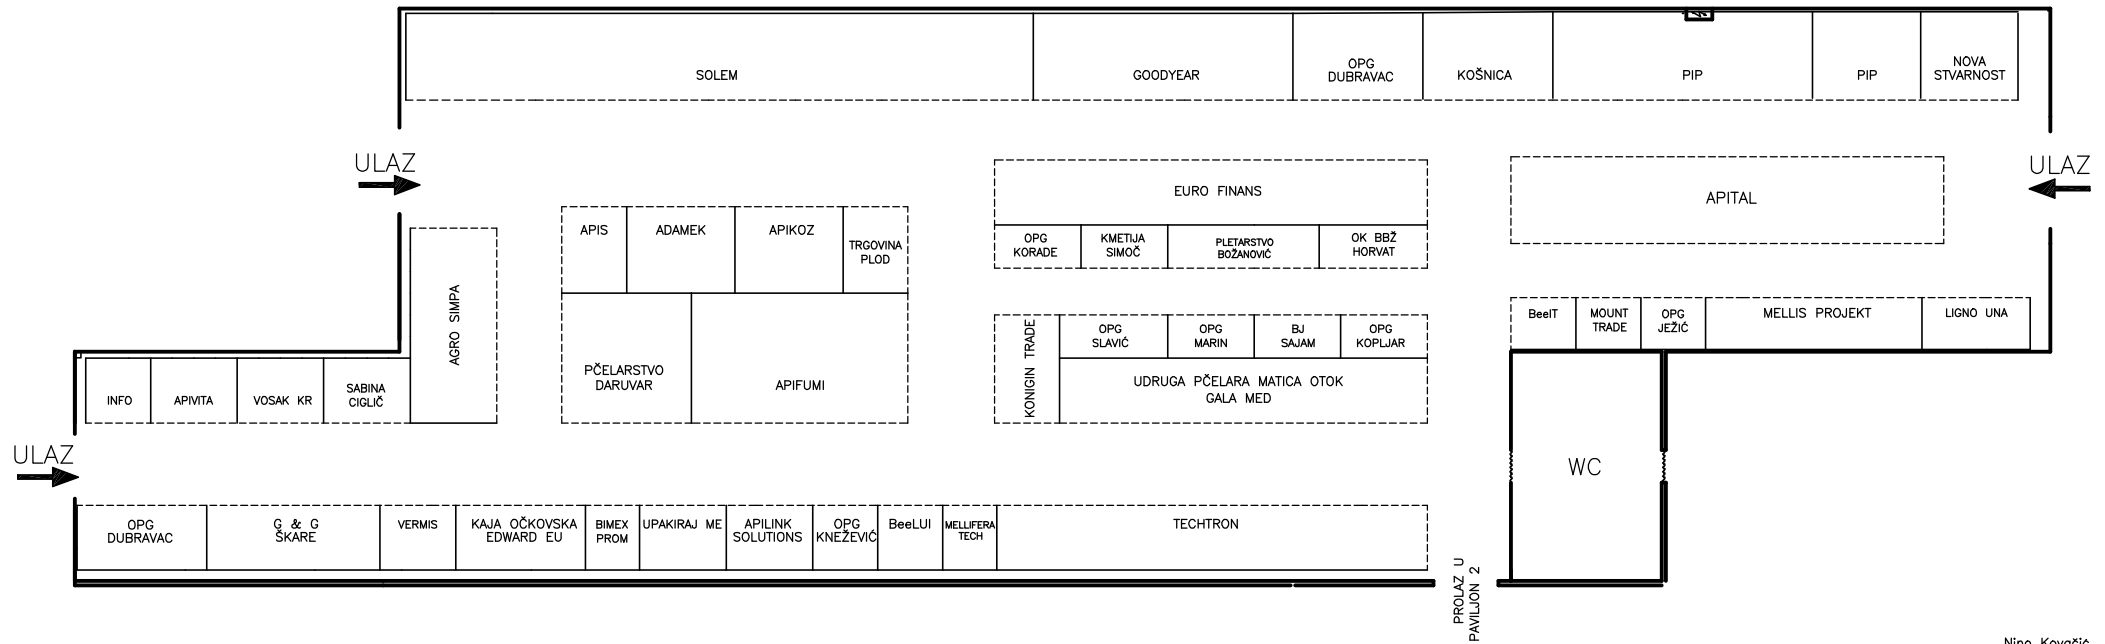 SOLEM
GOODYEAR
OPG
DUBRAVAC
KOŠNICA
PIP
PIP
NOVA
STVARNOST
ULAZ
ULAZ
EURO FINANS
APITAL
APIS
ADAMEK
APIKOZ
TRGOVINA
PLOD
OPG
KORADE
KMETIJA
SIMOČ
PLETARSTVO
BOŽANOVIĆ
OK BBŽ
HORVAT
AGRO SIMPA
BeeIT
MOUNT
TRADE
OPG
JEŽIĆ
MELLIS PROJEKT
LIGNO UNA
KONIGIN TRADE
OPG
SLAVIĆ
OPG
MARIN
BJ
SAJAM
OPG
KOPLJAR
PČELARSTVO
DARUVAR
APIFUMI
UDRUGA PČELARA MATICA OTOK
GALA MED
INFO
APIVITA
VOSAK KR
SABINA
CIGLIČ
ULAZ
WC
OPG
DUBRAVAC
G & G
ŠKARE
VERMIS
KAJA OČKOVSKA
EDWARD EU
BIMEX
PROM
UPAKIRAJ ME
APILINK
SOLUTIONS
OPG
KNEŽEVIĆ
BeeLUI
MELLIFERA
TECH
TECHTRON
PROLAZ U
PAVILJON 2
Nino Kovačić